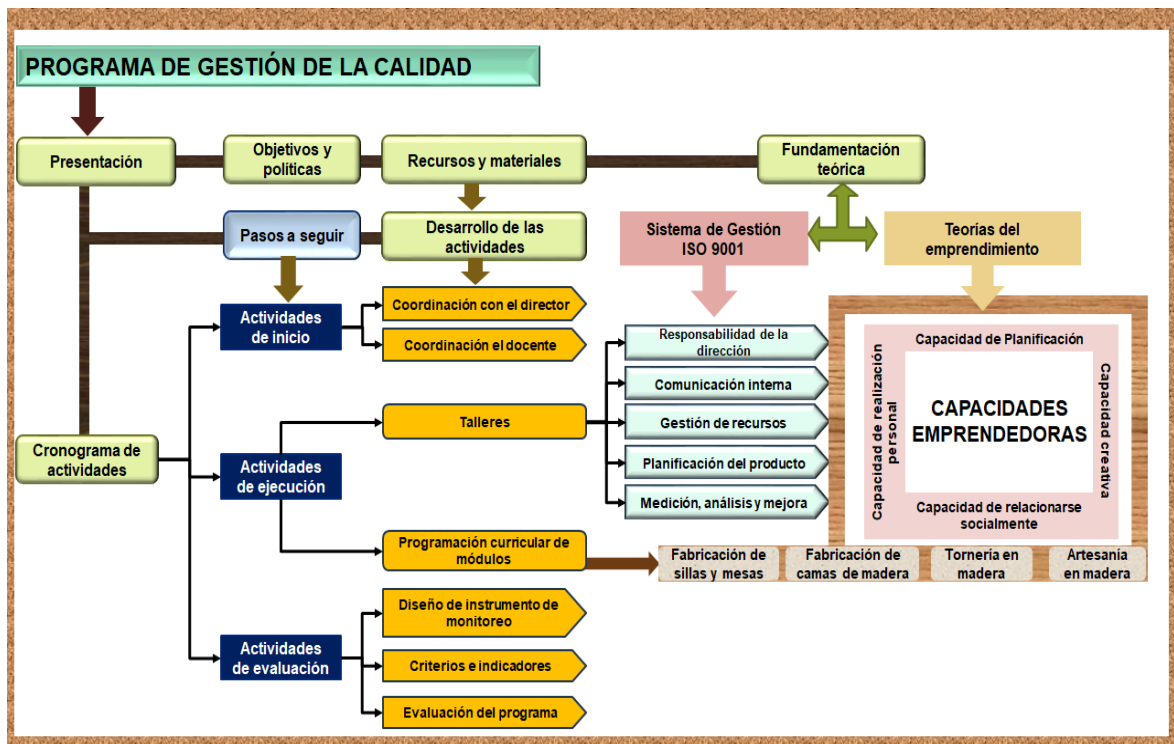 PROGRAMA DE GESTIÓN DE LA CALIDAD
Presentación
Objetivos y
políticas
Recursos y materiales
Fundamentación
teórica
Pasos a seguir
Desarrollo de las
actividades
Sistema de Gestión
ISO 9001
Teorías del
emprendimiento
Actividades
de inicio
Coordinación con el director
Coordinación el docente
Responsabilidad de la
dirección
Comunicación interna
Gestión de recursos
Planificación del producto
Medición, análisis y mejora
Capacidad de Planificación
Capacidad de realización
personal
CAPACIDADES
EMPRENDEDORAS
Capacidad creativa
Capacidad de relacionarse
socialmente
Talleres
Cronograma de
actividades
Actividades
de ejecución
Programación curricular de
módulos
Fabricación de
sillas y mesas
Fabricación de
camas de madera
Tornería en
madera
Artesanía
en madera
Actividades
de evaluación
Diseño de instrumento de
monitoreo
Criterios e indicadores
Evaluación del programa